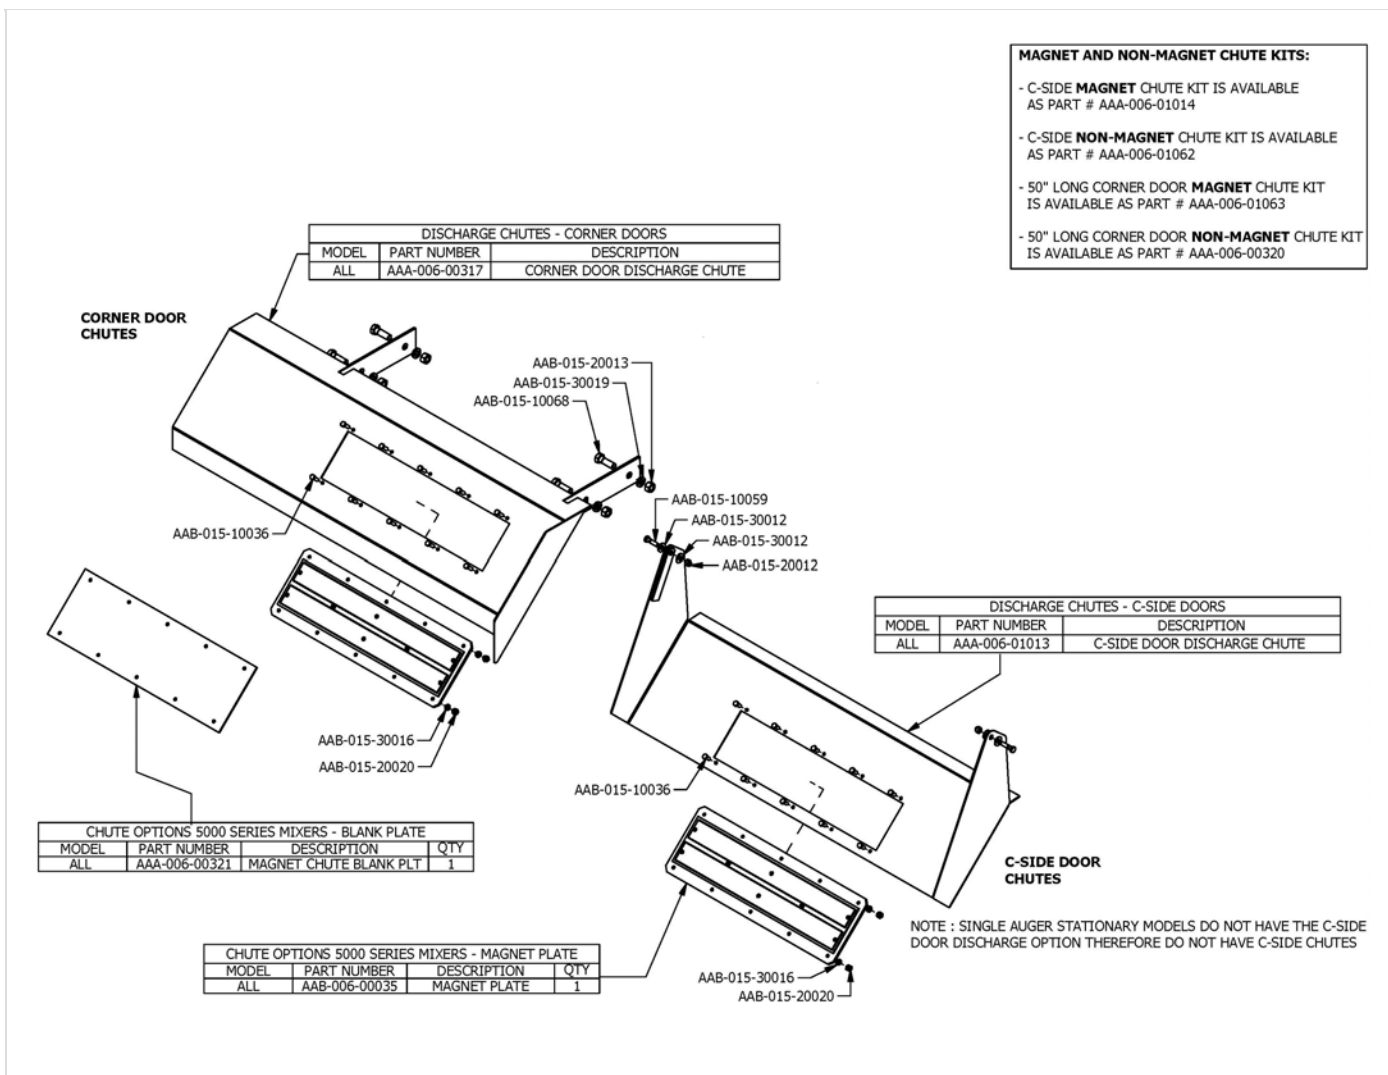 MAGNET AND NON-MAGNET CHUTE KITS:
- C-SIDE MAGNET CHUTE KIT IS AVAILABLE
AS PART # AAA-006-01014
- C-SIDE NON-MAGNET CHUTE KIT IS AVAILABLE
AS PART # AAA-006-01062
- 50" LONG CORNER DOOR MAGNET CHUTE KIT
IS AVAILABLE AS PART # AAA-006-01063
- 50" LONG CORNER DOOR NON-MAGNET CHUTE KIT
IS AVAILABLE AS PART # AAA-006-00320
DISCHARGE CHUTES - CORNER DOORS
MODEL PART NUMBER DESCRIPTION
ALL AAA-006-00317 CORNER DOOR DISCHARGE CHUTE
CORNER DOOR
CHUTES
AAB-015-20013
AAB-015-30019
AAB-015-10068
AAB-015-10059
AAB-015-30012
AAB-015-30012
AAB-015-20012
AAB-015-10036
DISCHARGE CHUTES - C-SIDE DOORS
MODEL PART NUMBER DESCRIPTION
ALL AAA-006-01013 C-SIDE DOOR DISCHARGE CHUTE
AAB-015-30016
AAB-015-20020
AAB-015-10036
CHUTE OPTIONS 5000 SERIES MIXERS - BLANK PLATE
MODEL PART NUMBER DESCRIPTION QTY
ALL AAA-006-00321 MAGNET CHUTE BLANK PLT 1
C-SIDE DOOR
CHUTES
NOTE : SINGLE AUGER STATIONARY MODELS DO NOT HAVE THE C-SIDE
DOOR DISCHARGE OPTION THEREFORE DO NOT HAVE C-SIDE CHUTES
CHUTE OPTIONS 5000 SERIES MIXERS - MAGNET PLATE
MODEL PART NUMBER DESCRIPTION QTY
ALL AAB-006-00035 MAGNET PLATE 1
AAB-015-30016
AAB-015-20020